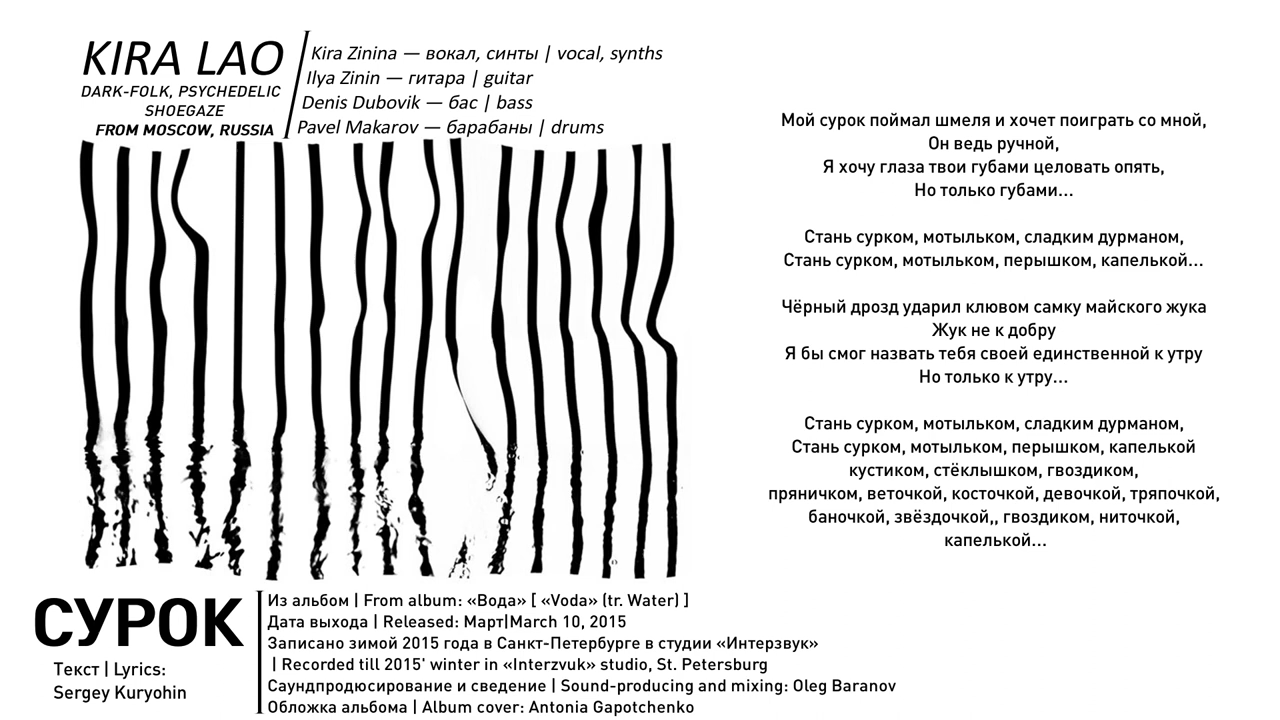 KIRA LAO
DARK-FOLK, PSYCHEDELIC
SHOEGAZE
FROM MOSCOW, RUSSIA
Kira Zinina — вокал, синты | vocal, synths
Ilya Zinin — гитара | guitar
Denis Dubovik — бас | bass
Pavel Makarov — барабаны | drums
Мой сурок поймал шмеля и хочет поиграть со мной,
Он ведь ручной,
Я хочу глаза твои губами целовать опять,
Но только губами...
Стань сурком, мотыльком, сладким дурманом,
Стань сурком, мотыльком, перышком, капелькой...
Чёрный дрозд ударил клювом самку майского жука
Жук не к добру
Я бы смог назвать тебя своей единственной к утру
Но только к утру...
Стань сурком, мотыльком, сладким дурманом,
Стань сурком, мотыльком, перышком, капелькой
кустиком, стёклышком, гвоздиком,
пряничком, веточкой, косточкой, девочкой, тряпочкой,
баночкой, звёздочкой,, гвоздиком, ниточкой,
капелькой...
СУРОК
Текст | Lyrics:
Sergey Kuryohin
Из альбом | From album: «Вода» [ «Voda» (tr. Water) ]
Дата выхода | Released: Март|March 10, 2015
Записано зимой 2015 года в Санкт-Петербурге в студии «Интерзвук»
| Recorded till 2015' winter in «Interzvuk» studio, St. Petersburg
Саундпродюсирование и сведение | Sound-producing and mixing: Oleg Baranov
Обложка альбома | Album cover: Antonia Gapotchenko